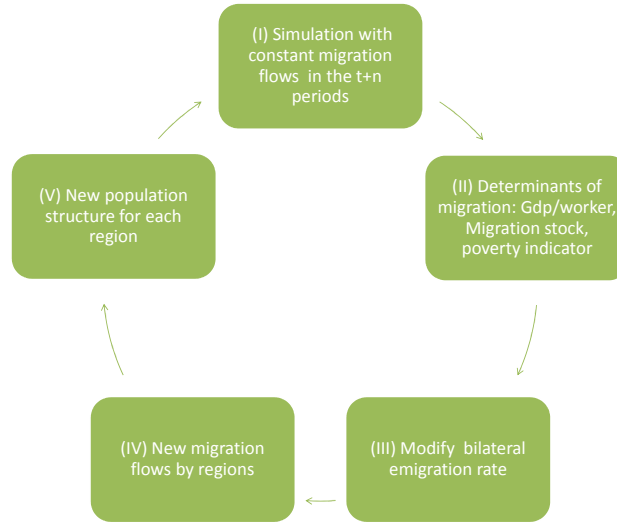 (I) Simulation with
constant migration
flows in the t+n
periods
(II) Determinants of
migration: Gdp/worker,
Migration stock,
poverty indicator
(III) Modify bilateral
emigration rate
(IV) New migration
flows by regions
(V) New population
structure for each
region